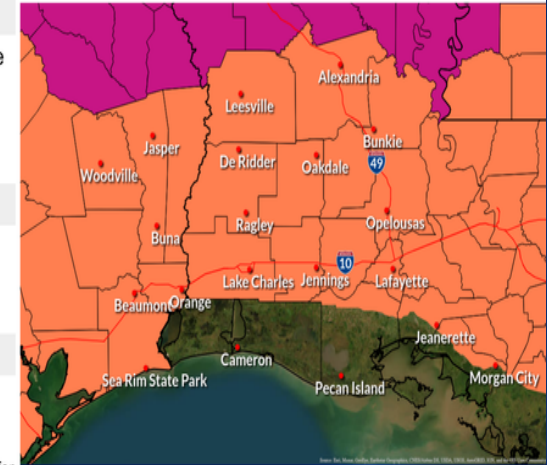 e
Alexandria
Leesville
Bunkie
Jasper
De Ridder
Oakdale
49
Woodville
Ragley
Opelousas
Buna
10
Lake Charles
Jennings
Lafayette
Beaumont
Orange
Jeanerette
Cameron
Sea Rim State Park
Pecan Island
Morgan City